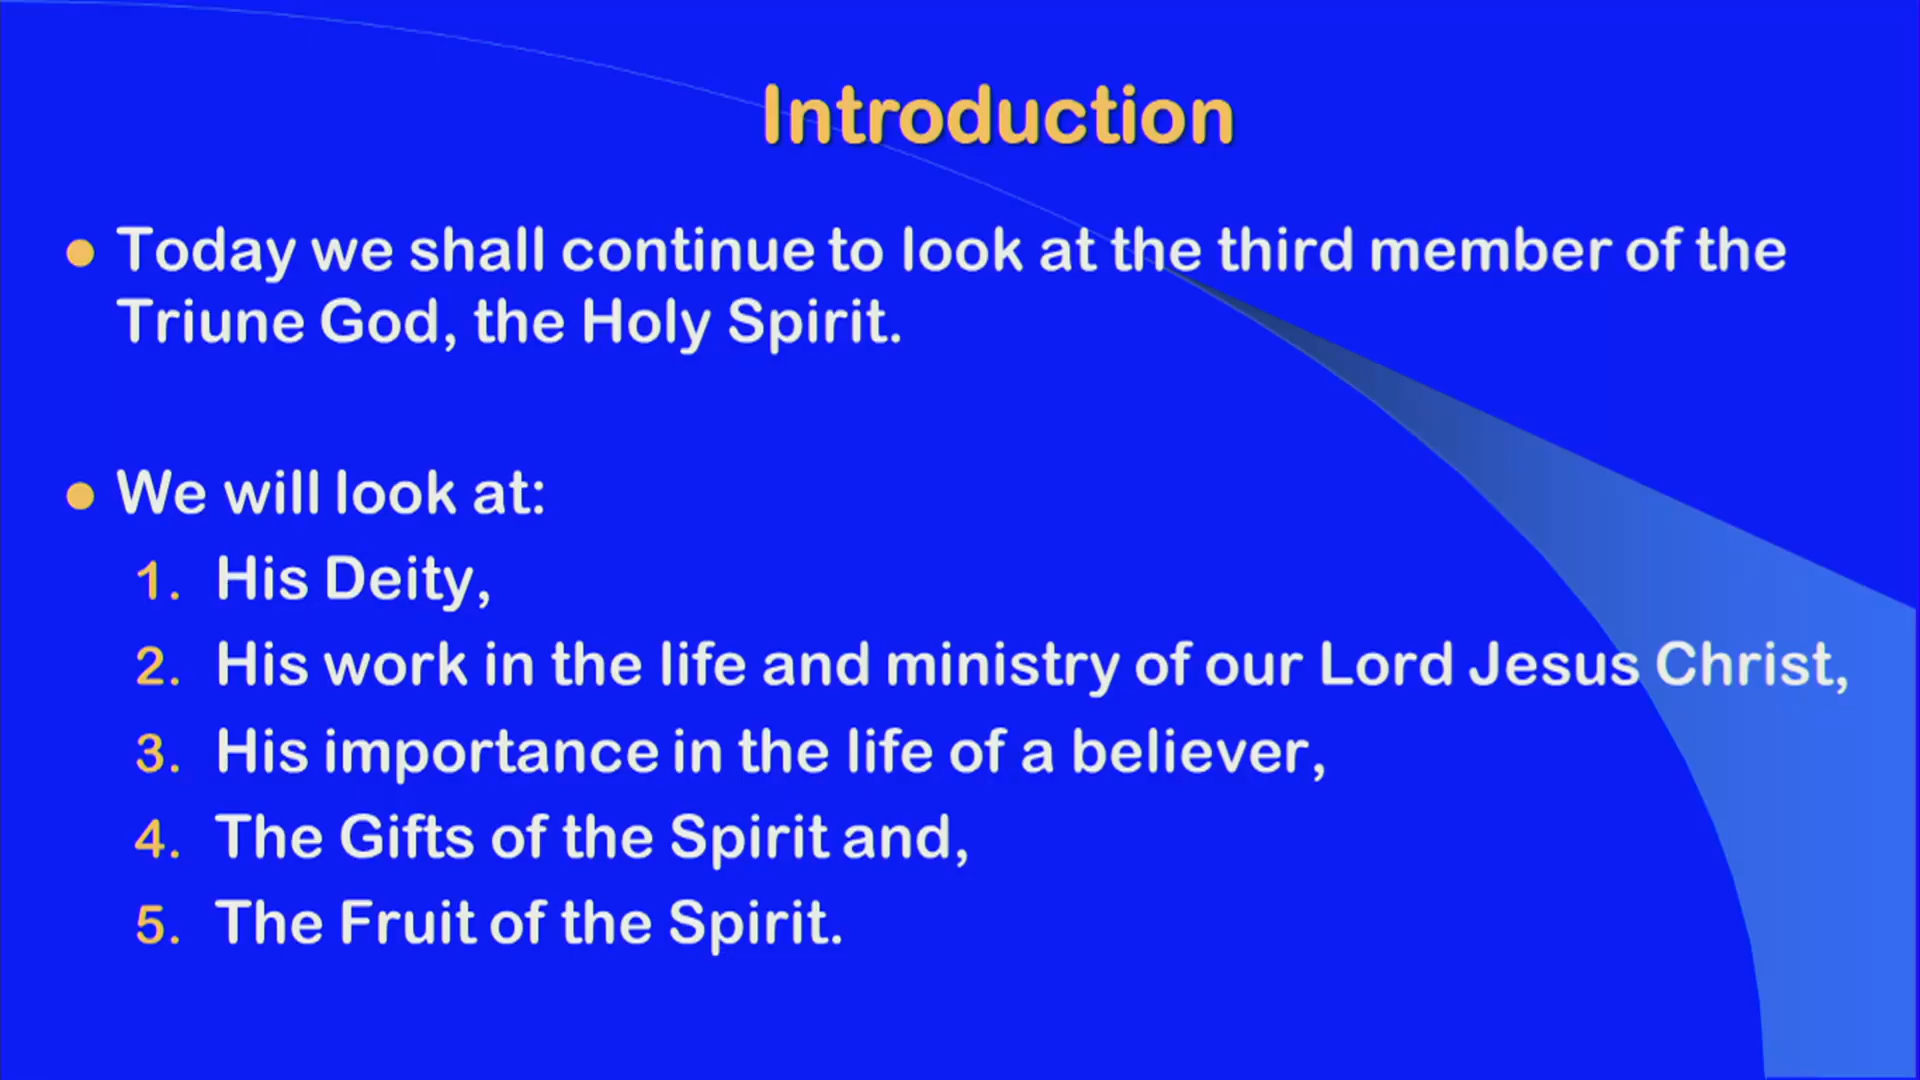 Introduction
● Today we shall continue to look at the third member of the
Triune God, the Holy Spirit.
● We will look at:
1. His Deity,
2. His work in the life and ministry of our Lord Jesus Christ,
3. His importance in the life of a believer,
4. The Gifts of the Spirit and,
5. The Fruit of the Spirit.